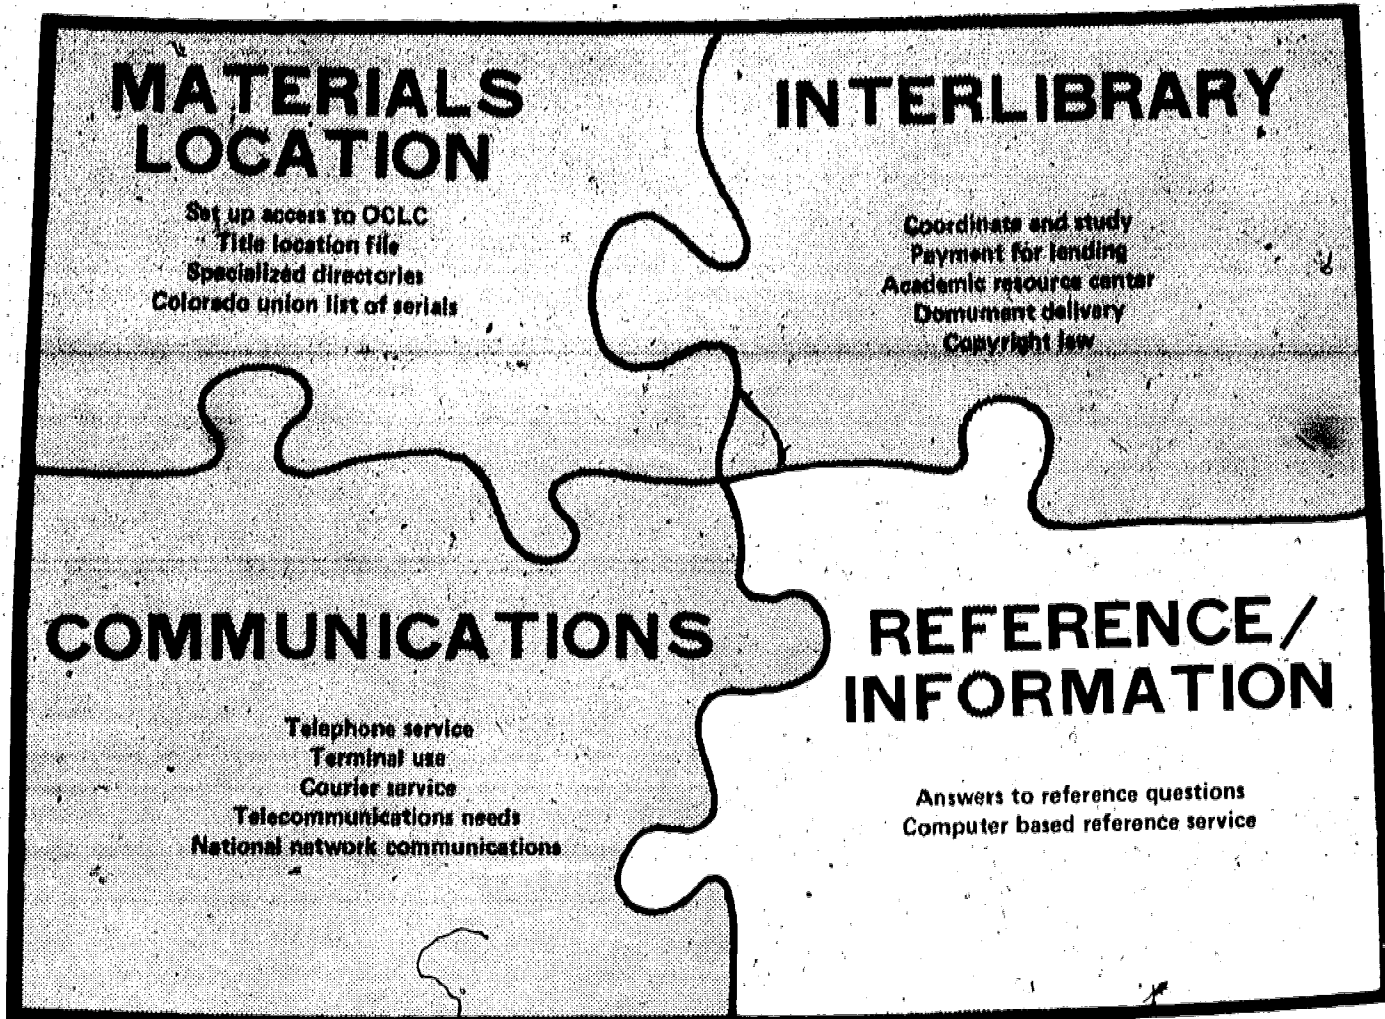 MATERIALS
LOCATION
Set up access to OCLC
Title location file
Specialized directories
Colorado union list of serials
INTERLIBRARY
Coordinate and study
Payment for lending
Academic resource center
Domument delivery
Copyright law
COMMUNICATIONS
Telephone service
Terminal use
Courier service
Telecommunications needs
National network communications
REFERENCE/
INFORMATION
Answers to reference questions
Computer based reference service